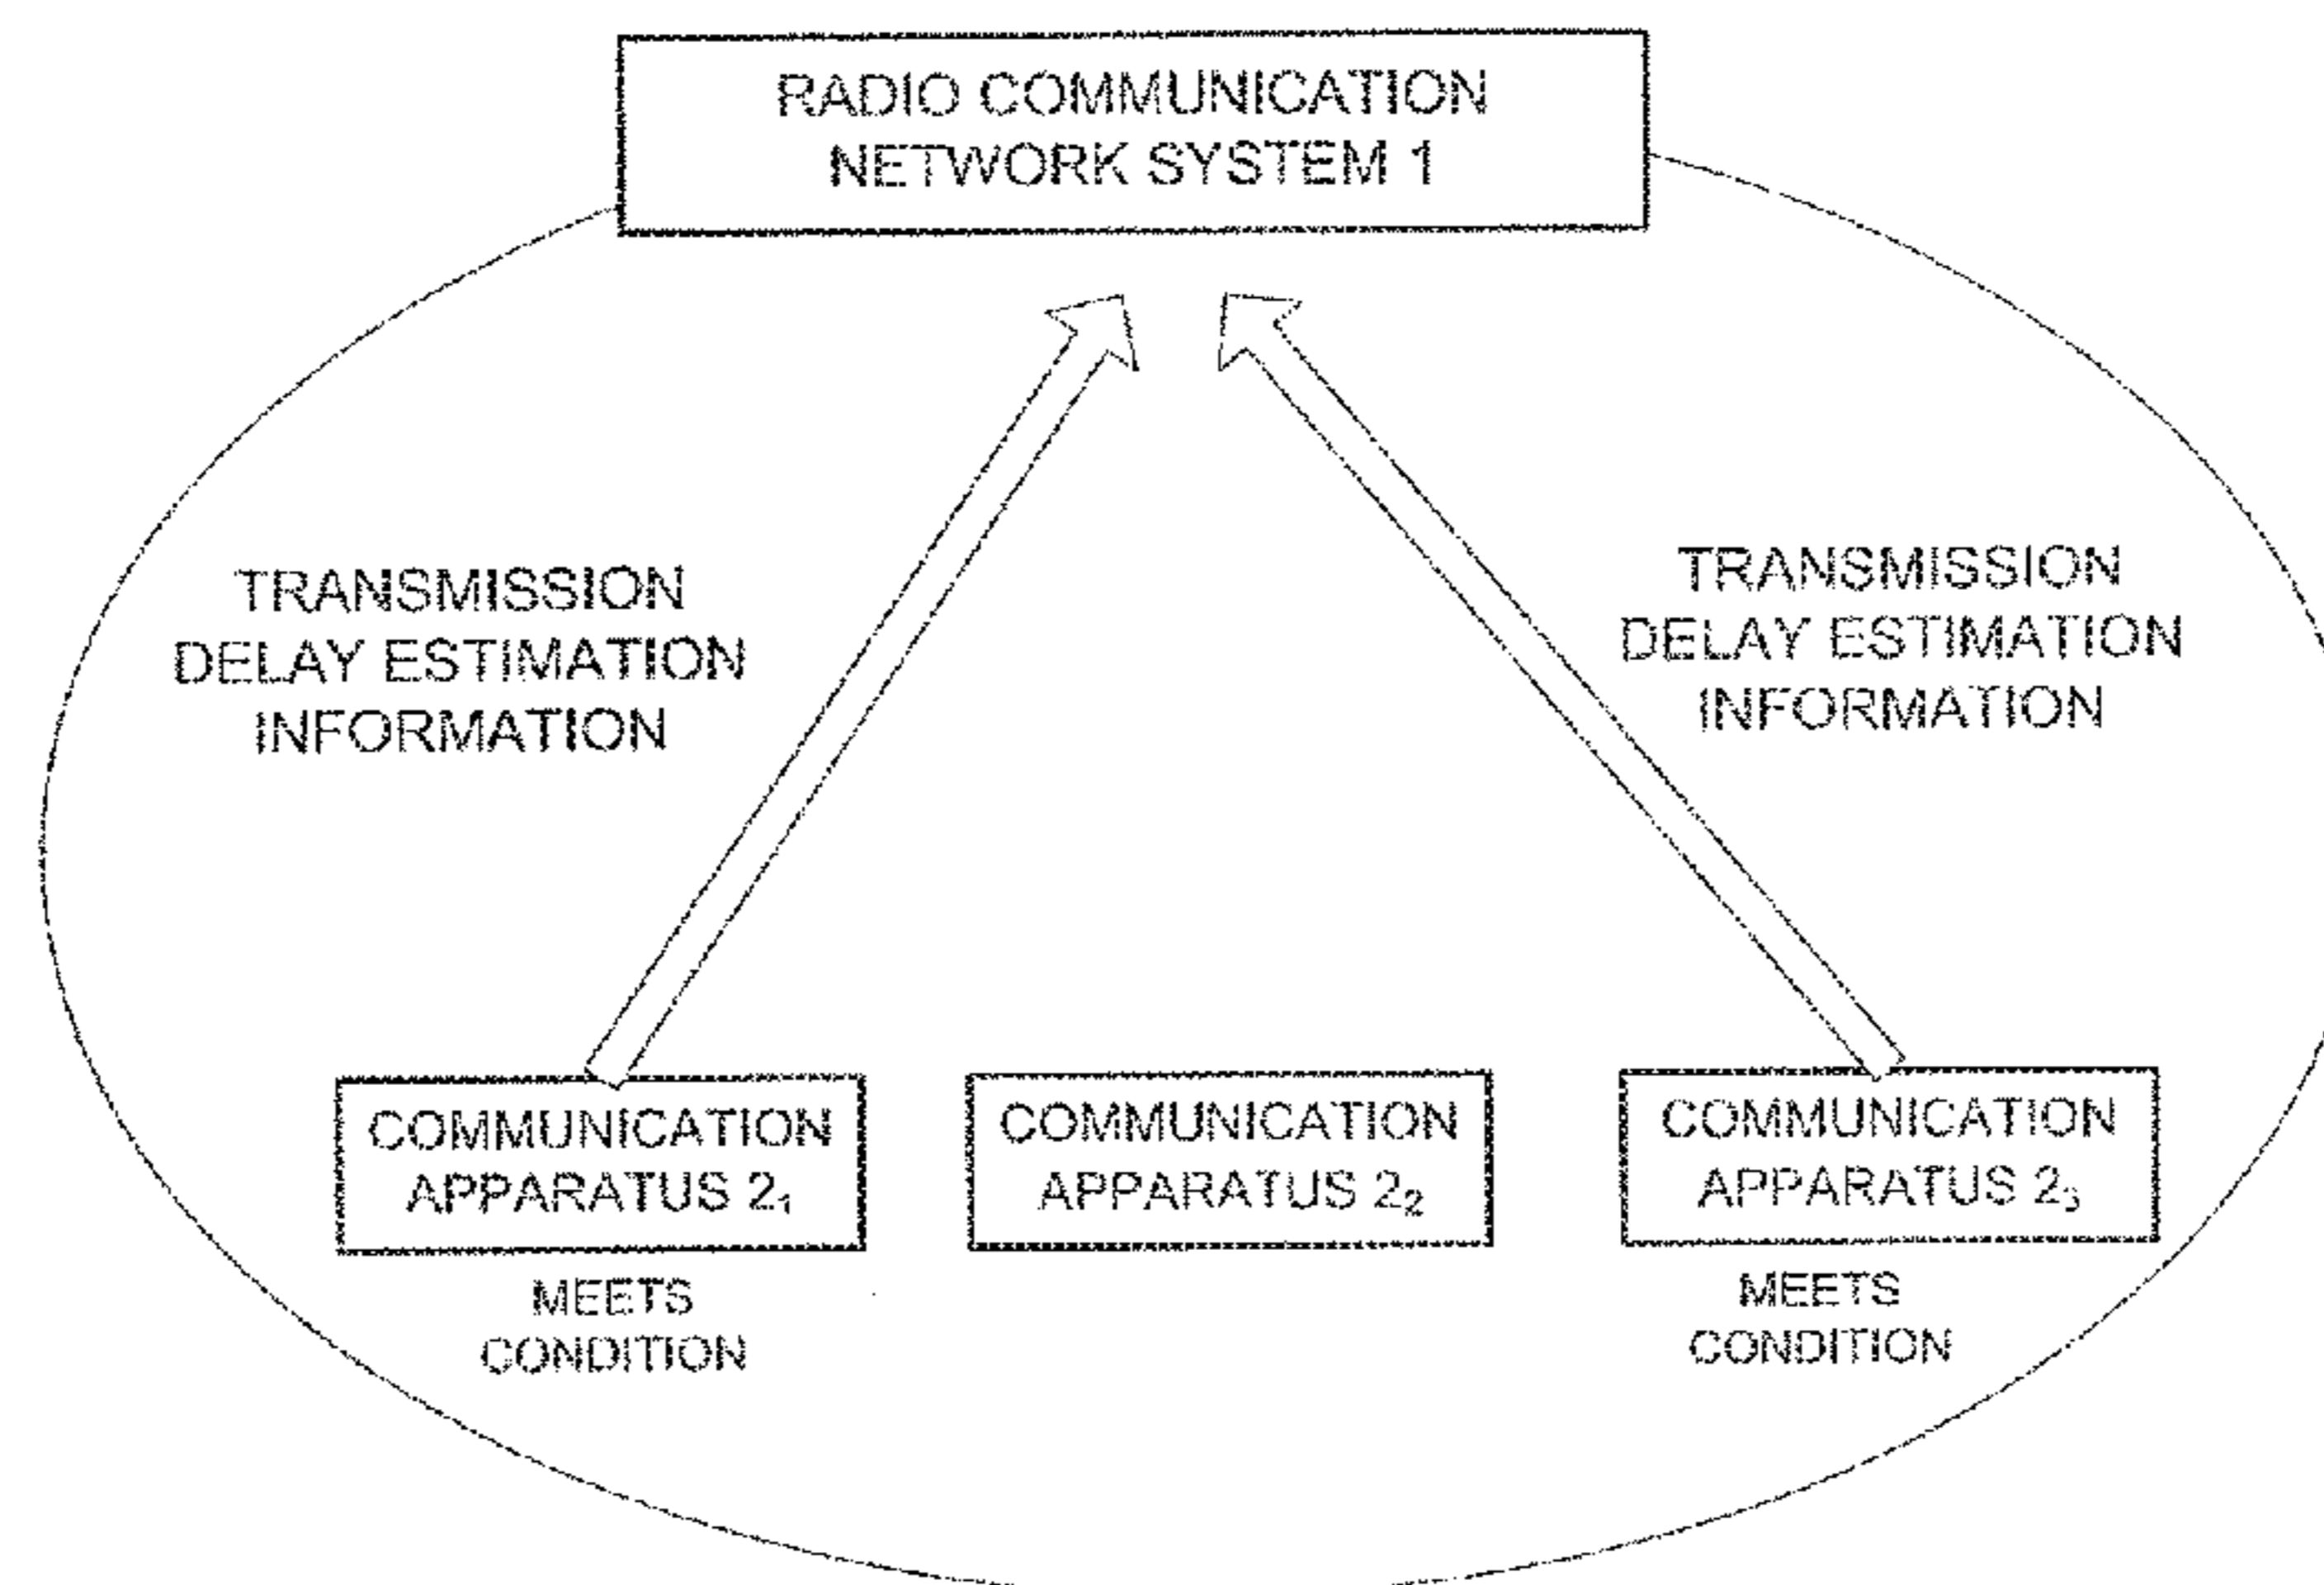 RADIO COMMUNICATION
NETWORK SYSTEM 1
TRANSMISSION
DELAY ESTIMATION
INFORMATION
TRANSMISSION
DELAY ESTIMATION
INFORMATION
COMMUNICATION
APPARATUS 2₁
COMMUNICATION
APPARATUS 2₂
COMMUNICATION
APPARATUS 2₃
MEETS
CONDITION
MEETS
CONDITION